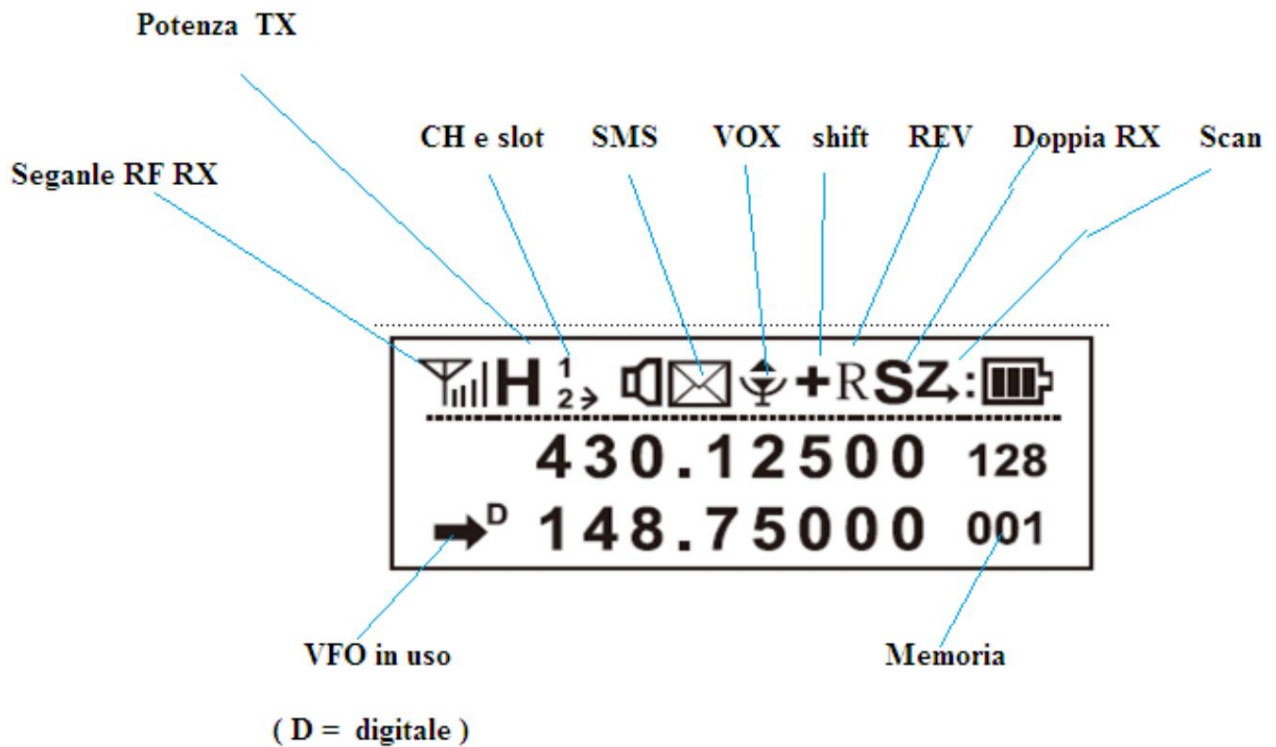 Potenza TX
CH e slot SMS VOX shift REV Doppia RX Scan
Seganle RF RX
H 1 2 + R S Z :
430.12500 128
D 148.75000 001
VFO in uso Memoria
( D = digitale )